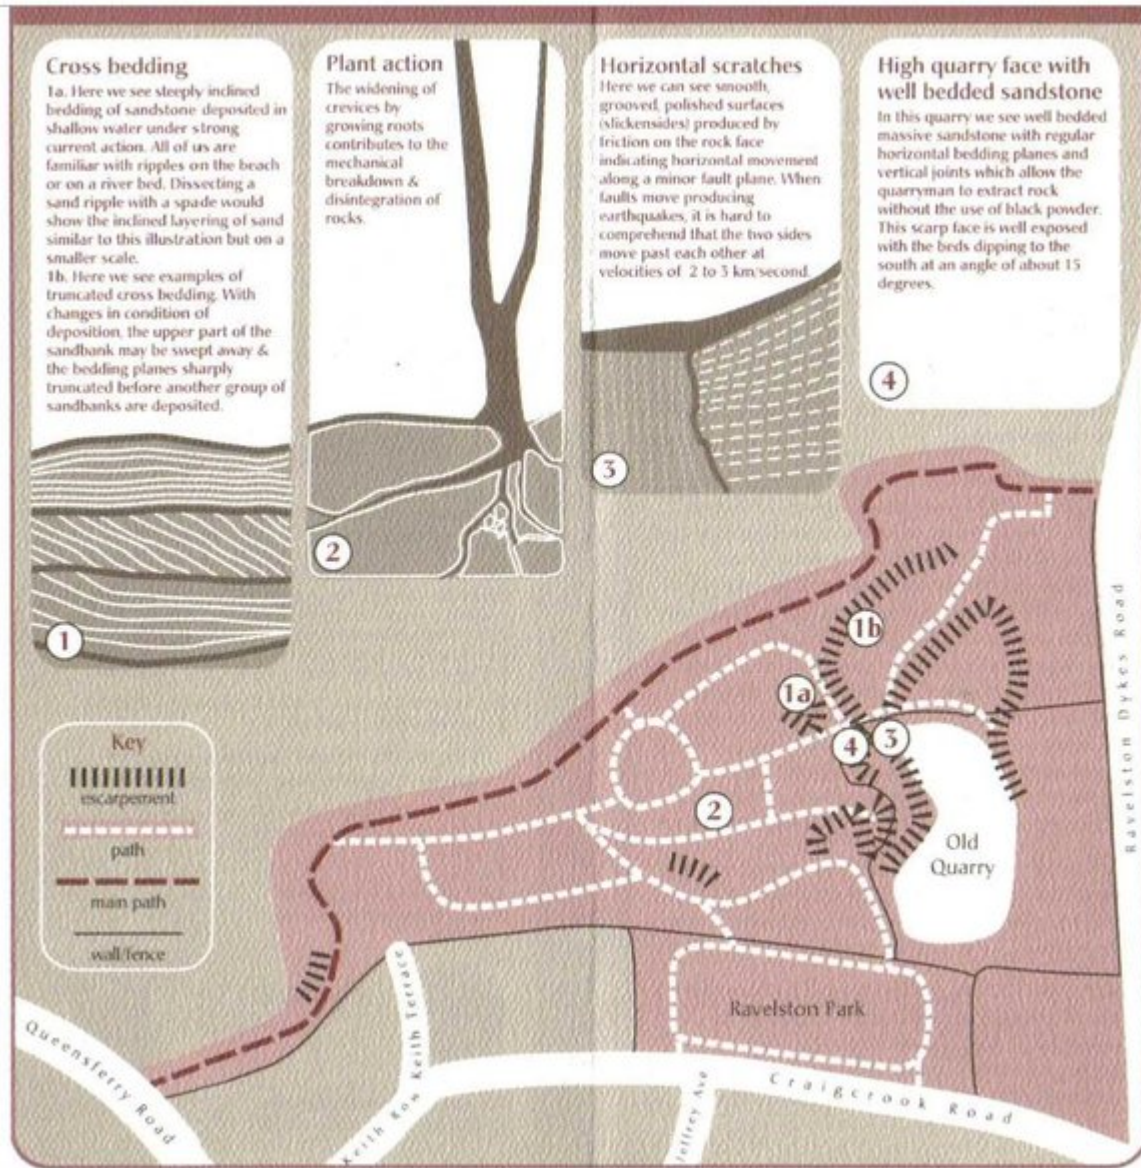 Cross bedding
1a. Here we see steeply inclined
bedding of sandstone deposited in
shallow water under strong
current action. All of us are
familiar with ripples on the beach
or on a river bed. Dissecting a
sand ripple with a spade would
show the inclined layering of sand
similar to this illustration but on a
smaller scale.
1b. Here we see examples of
truncated cross bedding. With
changes in condition of
deposition, the upper part of the
sandbank may be swept away &
the bedding planes sharply
truncated before another group of
sandbanks are deposited.
1
Plant action
The widening of
crevices by
growing roots
contributes to the
mechanical
breakdown &
disintegration of
rocks.
2
Horizontal scratches
Here we can see smooth,
grooved, polished surfaces
(slickensides) produced by
friction on the rock face
indicating horizontal movement
along a minor fault plane. When
faults move producing
earthquakes, it is hard to
comprehend that the two sides
move past each other at
velocities of 2 to 3 km/second.
3
High quarry face with
well bedded sandstone
In this quarry we see well bedded
massive sandstone with regular
horizontal bedding planes and
vertical joints which allow the
quarryman to extract rock
without the use of black powder.
This scarp face is well exposed
with the beds dipping to the
south at an angle of about 15
degrees.
4
1b
1a
4
3
2
Old
Quarry
Ravelston Park
Key
escarpement
path
main path
wall/fence
Queensferry Road
Keith Row
Keith Terrace
Jeffrey Ave
Craigcrook Road
Ravelston Dykes Road